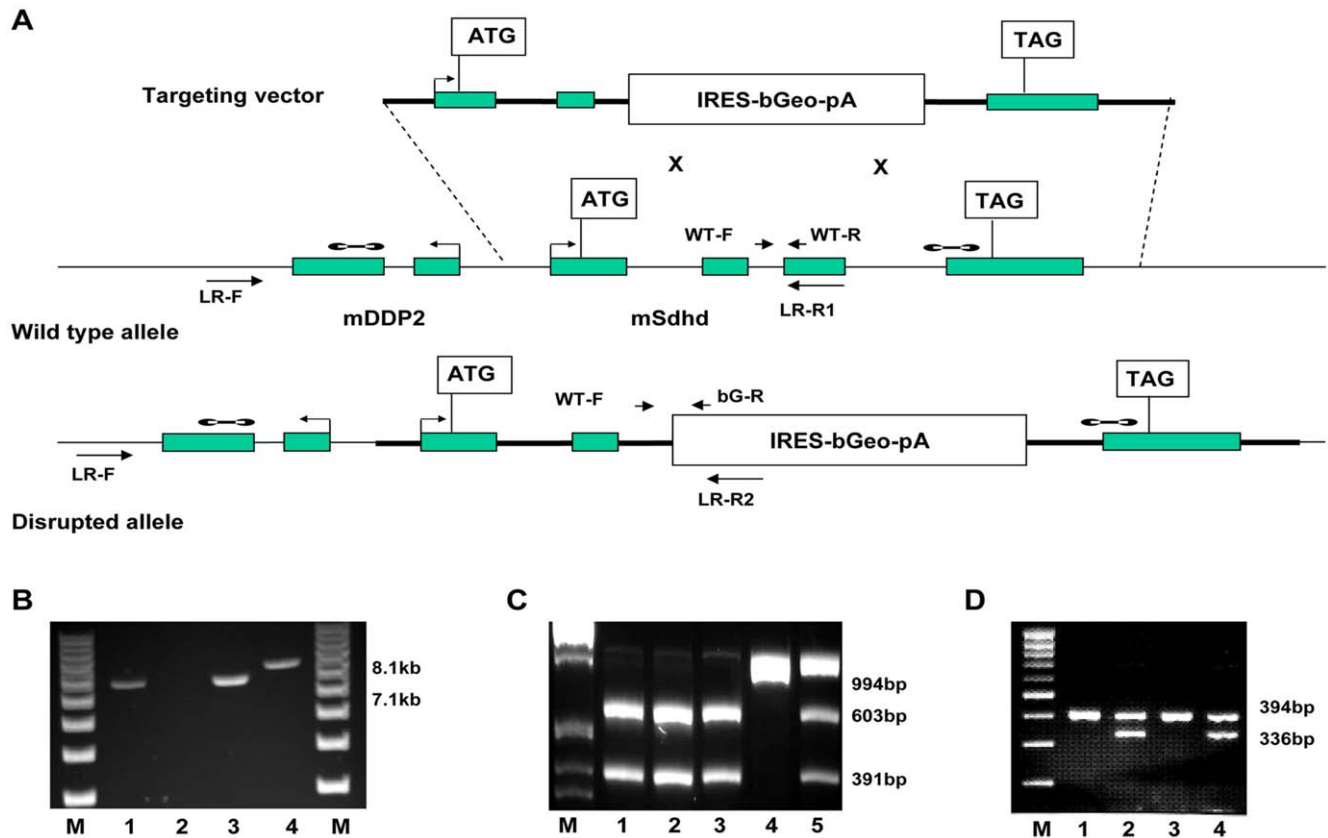 A
ATG
TAG
Targeting vector
IRES-bGeo-pA
X X
ATG
TAG
WT-F WT-R
LR-F
LR-R1
mDDP2 mSdhd
Wild type allele
ATG
TAG
WT-F bG-R
IRES-bGeo-pA
LR-F
LR-R2
Disrupted allele
B
8.1kb
7.1kb
M 1 2 3 4 M
C
994bp
603bp
391bp
M 1 2 3 4 5
D
394bp
336bp
M 1 2 3 4